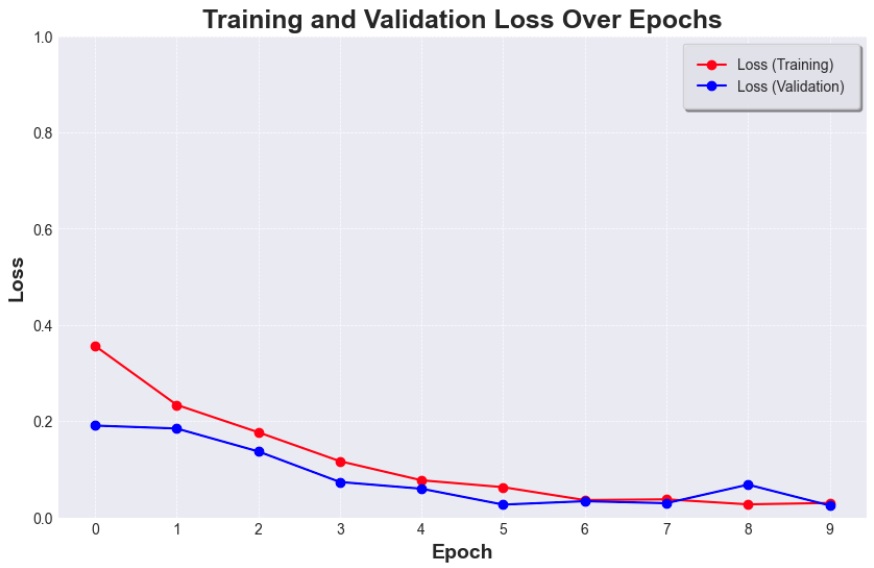 Training and Validation Loss Over Epochs
1.0
0.8
0.6
0.4
0.2
0.0
Loss
Loss (Training)
Loss (Validation)
0 1 2 3 4 5 6 7 8 9
Epoch